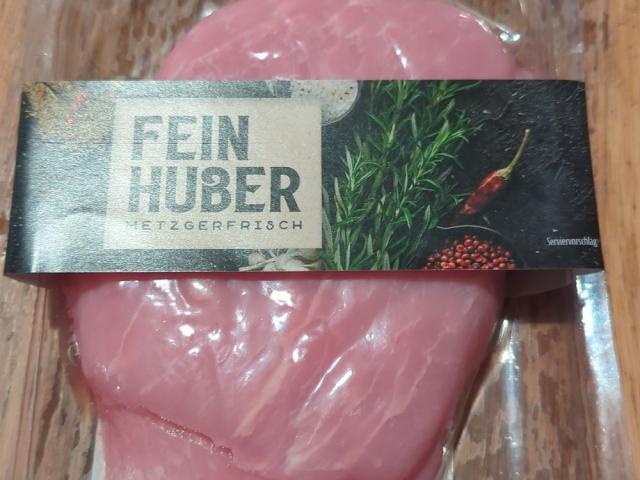 FEIN
HUBER
METZGERFRISCH
Serviervorschlag